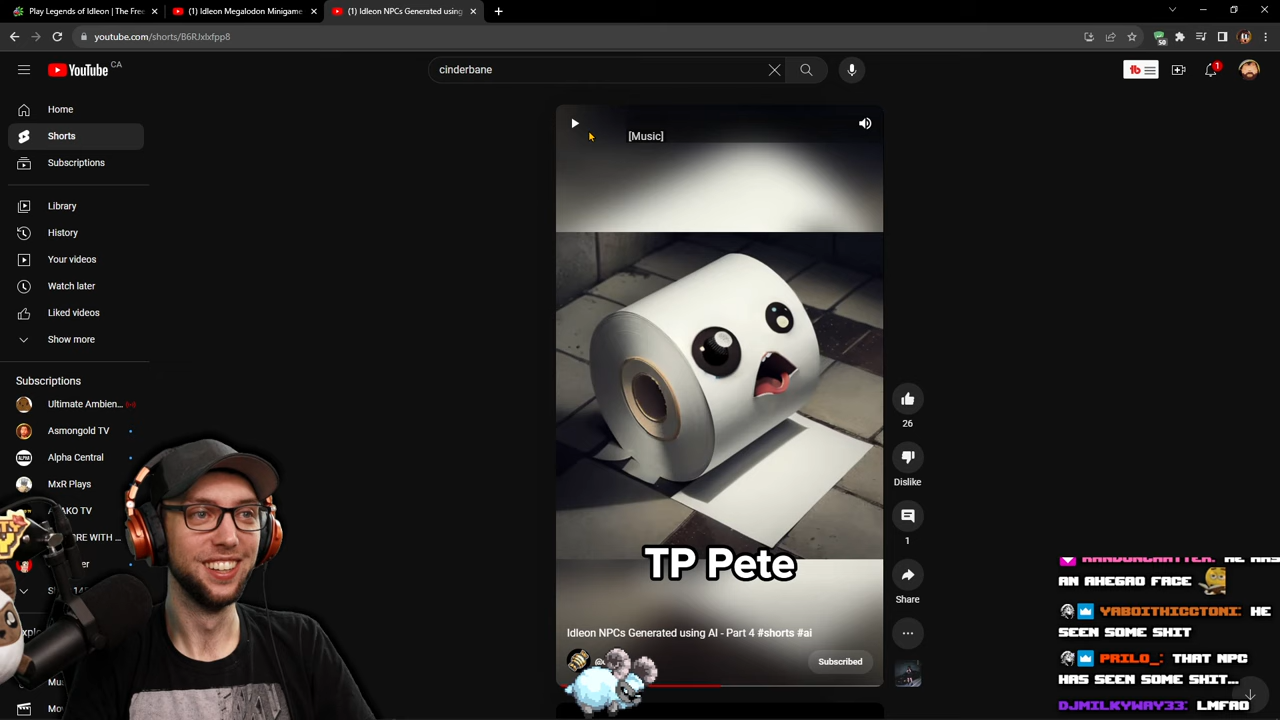 Play Legends of Idleon | The Free
(1) Idleon Megalodon Minigame
(1) Idleon NPCs Generated using
youtube.com/shorts/B6RJxlxfpp8
50
YouTube CA
cinderbane
1
Home
Shorts
Subscriptions
Library
History
Your videos
Watch later
Liked videos
Show more
Subscriptions
Ultimate Ambien...
Asmongold TV
Alpha Central
ALPHA
MxR Plays
[Music]
TP Pete
Idleon NPCs Generated using AI - Part 4 #shorts #ai
Subscribed
26
Dislike
1
Share
AN AHEGAO FACE
YABOITHICCTONI: HE
SEEN SOME SHIT
PRILO_: THAT NPC
HAS SEEN SOME SHIT...
DJMILKYWAY33: LMFAO